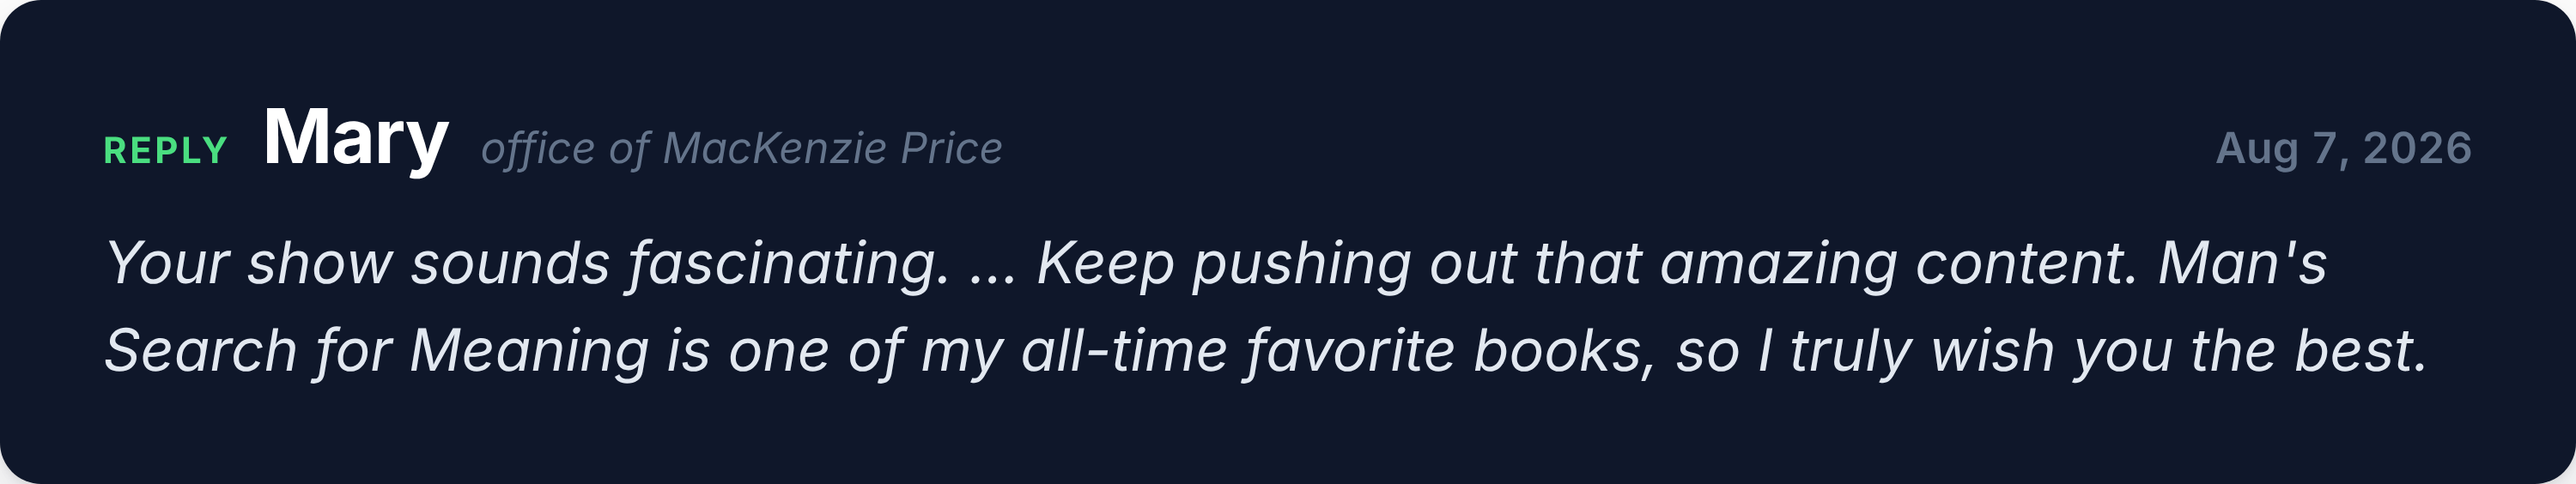 REPLY Mary office of MacKenzie Price Aug 7, 2026
Your show sounds fascinating. ... Keep pushing out that amazing content. Man's
Search for Meaning is one of my all-time favorite books, so I truly wish you the best.